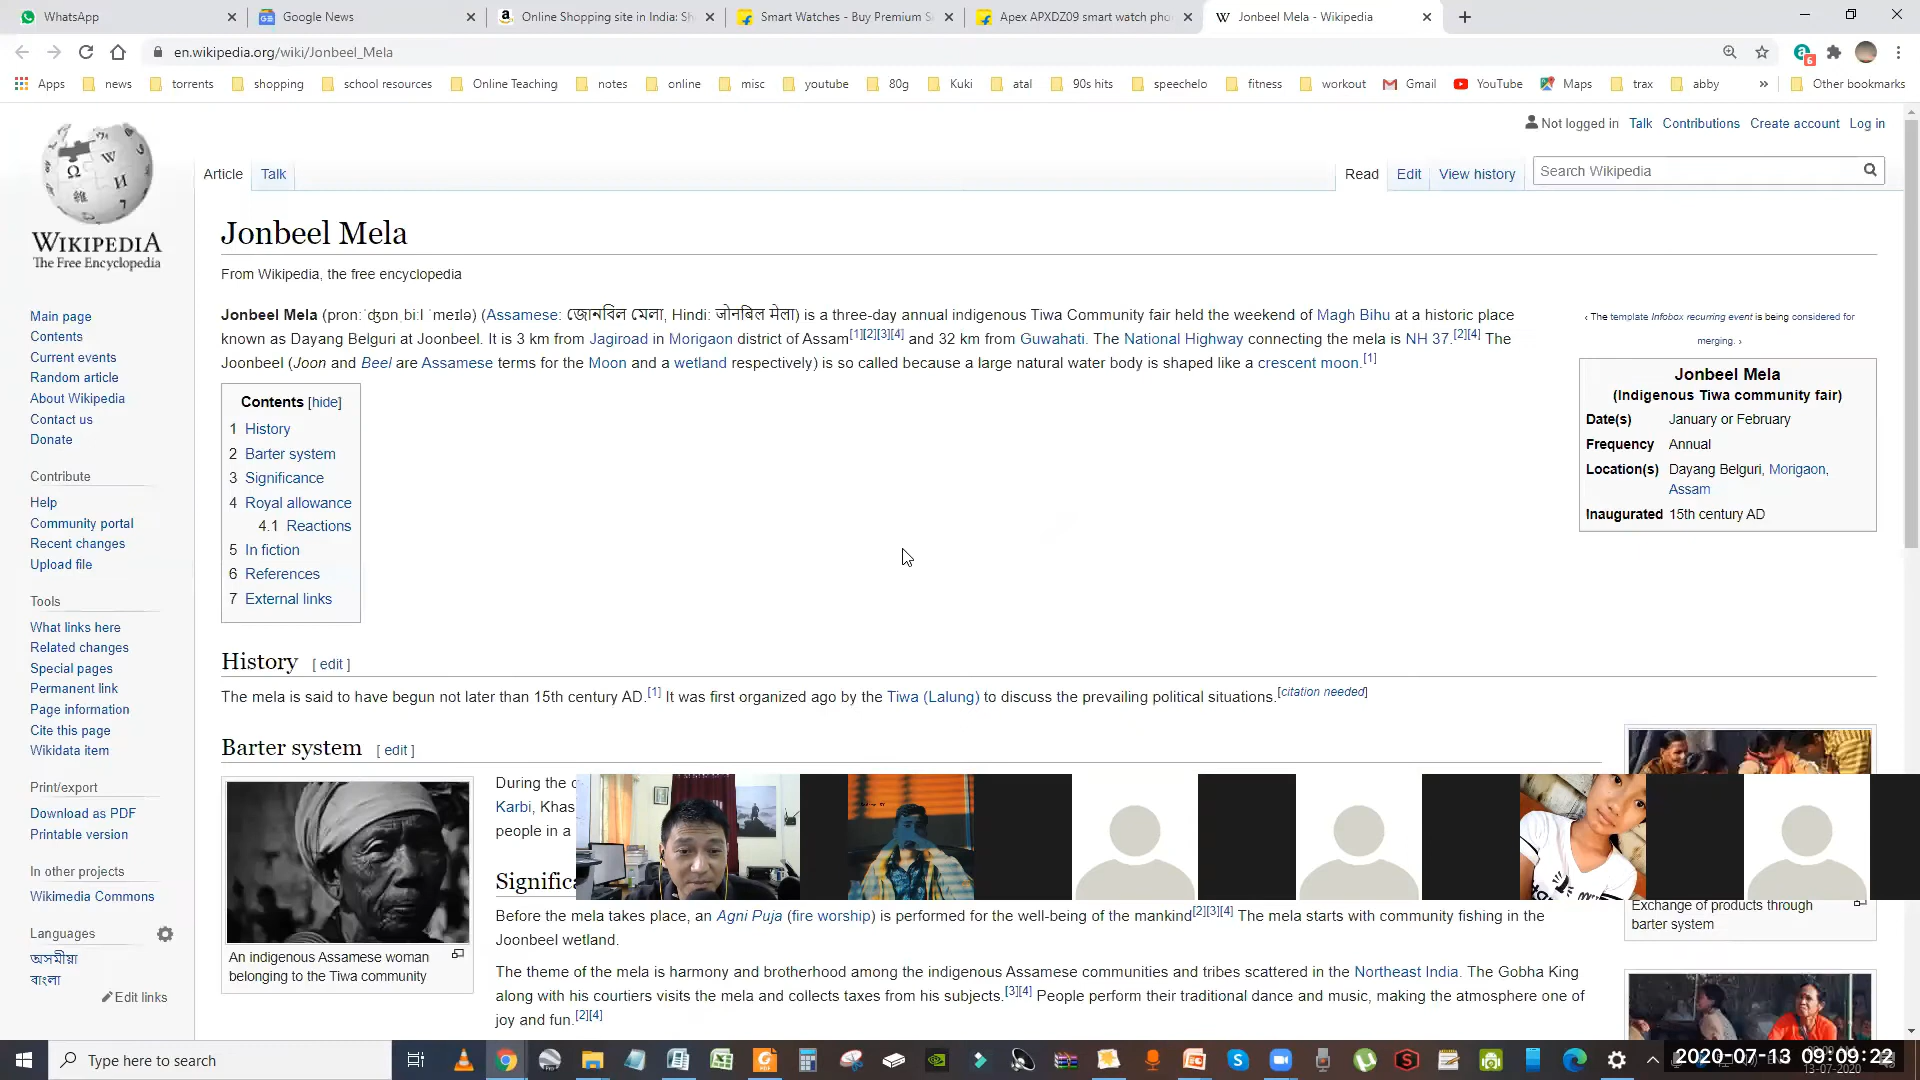 WhatsApp
Google News
Online Shopping site in India: Sh
Smart Watches - Buy Premium S
Apex APXDZ09 smart watch pho
Jonbeel Mela - Wikipedia
en.wikipedia.org/wiki/Jonbeel_Mela
Apps news torrents shopping school resources Online Teaching notes online misc youtube 80g Kuki atal 90s hits speechelo fitness workout Gmail YouTube Maps trax abby » Other bookmarks
Not logged in Talk Contributions Create account Log in
Article Talk Read Edit View history Search Wikipedia
WIKIPEDIA
The Free Encyclopedia
Main page
Contents
Current events
Random article
About Wikipedia
Contact us
Donate
Contribute
Help
Community portal
Recent changes
Upload file
Tools
What links here
Related changes
Special pages
Permanent link
Page information
Cite this page
Wikidata item
Print/export
Download as PDF
Printable version
In other projects
Wikimedia Commons
Languages
অসমীয়া
বাংলা
Edit links
Jonbeel Mela
From Wikipedia, the free encyclopedia
Jonbeel Mela (pron:ˈʤɒnˌbiːl ˈmeɪlə) (Assamese: জোনবিল মেলা, Hindi: जोनबिल मेला) is a three-day annual indigenous Tiwa Community fair held the weekend of Magh Bihu at a historic place
known as Dayang Belguri at Joonbeel. It is 3 km from Jagiroad in Morigaon district of Assam[1][2][3][4] and 32 km from Guwahati. The National Highway connecting the mela is NH 37.[2][4] The
Joonbeel (Joon and Beel are Assamese terms for the Moon and a wetland respectively) is so called because a large natural water body is shaped like a crescent moon.[1]
‹ The template Infobox recurring event is being considered for
merging. ›
Jonbeel Mela
(Indigenous Tiwa community fair)
Date(s) January or February
Frequency Annual
Location(s) Dayang Belguri, Morigaon,
Assam
Inaugurated 15th century AD
Contents [hide]
1 History
2 Barter system
3 Significance
4 Royal allowance
4.1 Reactions
5 In fiction
6 References
7 External links
History [ edit ]
The mela is said to have begun not later than 15th century AD.[1] It was first organized ago by the Tiwa (Lalung) to discuss the prevailing political situations.[citation needed]
Barter system [ edit ]
During the
Karbi, Khas
people in a
An indigenous Assamese woman
belonging to the Tiwa community
Exchange of products through
barter system
Signific
Before the mela takes place, an Agni Puja (fire worship) is performed for the well-being of the mankind[2][3][4] The mela starts with community fishing in the
Joonbeel wetland.
The theme of the mela is harmony and brotherhood among the indigenous Assamese communities and tribes scattered in the Northeast India. The Gobha King
along with his courtiers visits the mela and collects taxes from his subjects.[3][4] People perform their traditional dance and music, making the atmosphere one of
joy and fun.[2][4]
Type here to search
2020-07-13 09:09:22
13-07-2020